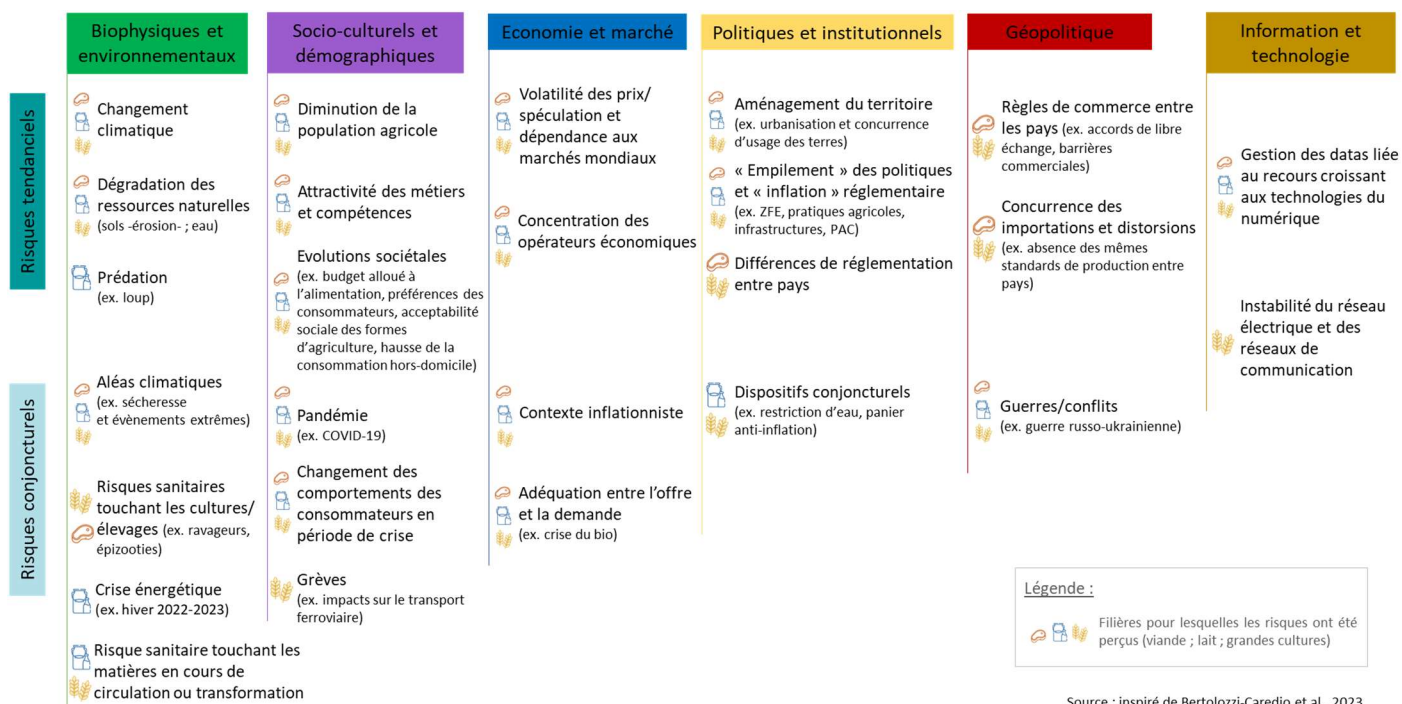 Biophysiques et
environnementaux
Socio-culturels et
démographiques
Economie et marché
Politiques et institutionnels
Géopolitique
Information et
technologie
Risques tendanciels
Changement
climatique
Dégradation des
ressources naturelles
(sols -érosion- ; eau)
Prédation
(ex. loup)
Diminution de la
population agricole
Attractivité des métiers
et compétences
Evolutions sociétales
(ex. budget alloué à
l’alimentation, préférences des
consommateurs, acceptabilité
sociale des formes
d’agriculture, hausse de la
consommation hors-domicile)
Volatilité des prix/
spéculation et
dépendance aux
marchés mondiaux
Concentration des
opérateurs économiques
Aménagement du territoire
(ex. urbanisation et concurrence
d’usage des terres)
« Empilement » des politiques
et « inflation » réglementaire
(ex. ZFE, pratiques agricoles,
infrastructures, PAC)
Différences de réglementation
entre pays
Règles de commerce entre
les pays (ex. accords de libre
échange, barrières
commerciales)
Concurrence des
importations et distorsions
(ex. absence des mêmes
standards de production entre
pays)
Gestion des datas liée
au recours croissant
aux technologies du
numérique
Instabilité du réseau
électrique et des
réseaux de
communication
Risques conjoncturels
Aléas climatiques
(ex. sécheresse
et évènements extrêmes)
Risques sanitaires
touchant les cultures/
élevages (ex. ravageurs,
épizooties)
Crise énergétique
(ex. hiver 2022-2023)
Risque sanitaire touchant les
matières en cours de
circulation ou transformation
Pandémie
(ex. COVID-19)
Changement des
comportements des
consommateurs en
période de crise
Grèves
(ex. impacts sur le transport
ferroviaire)
Contexte inflationniste
Adéquation entre l’offre
et la demande
(ex. crise du bio)
Dispositifs conjoncturels
(ex. restriction d’eau, panier
anti-inflation)
Guerres/conflits
(ex. guerre russo-ukrainienne)
Légende :
Filières pour lesquelles les risques ont été
perçus (viande ; lait ; grandes cultures)
Source : inspiré de Bertolozzi-Caredio et al., 2023